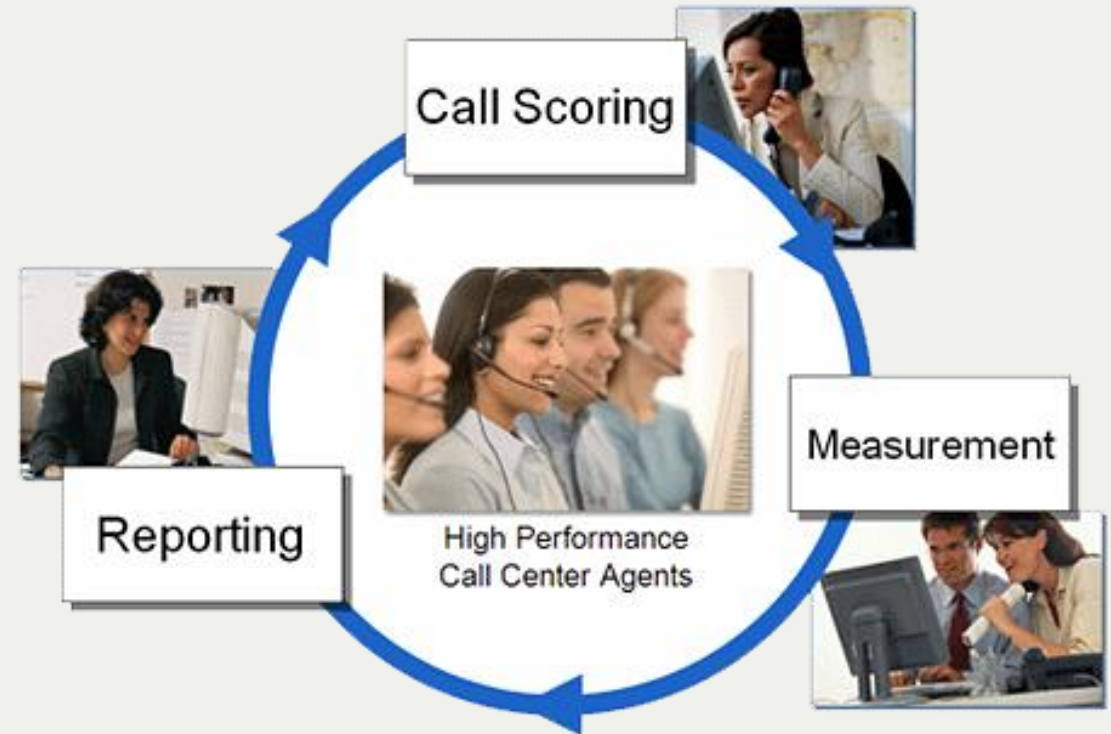 Call Scoring
Measurement
Reporting
High Performance
Call Center Agents